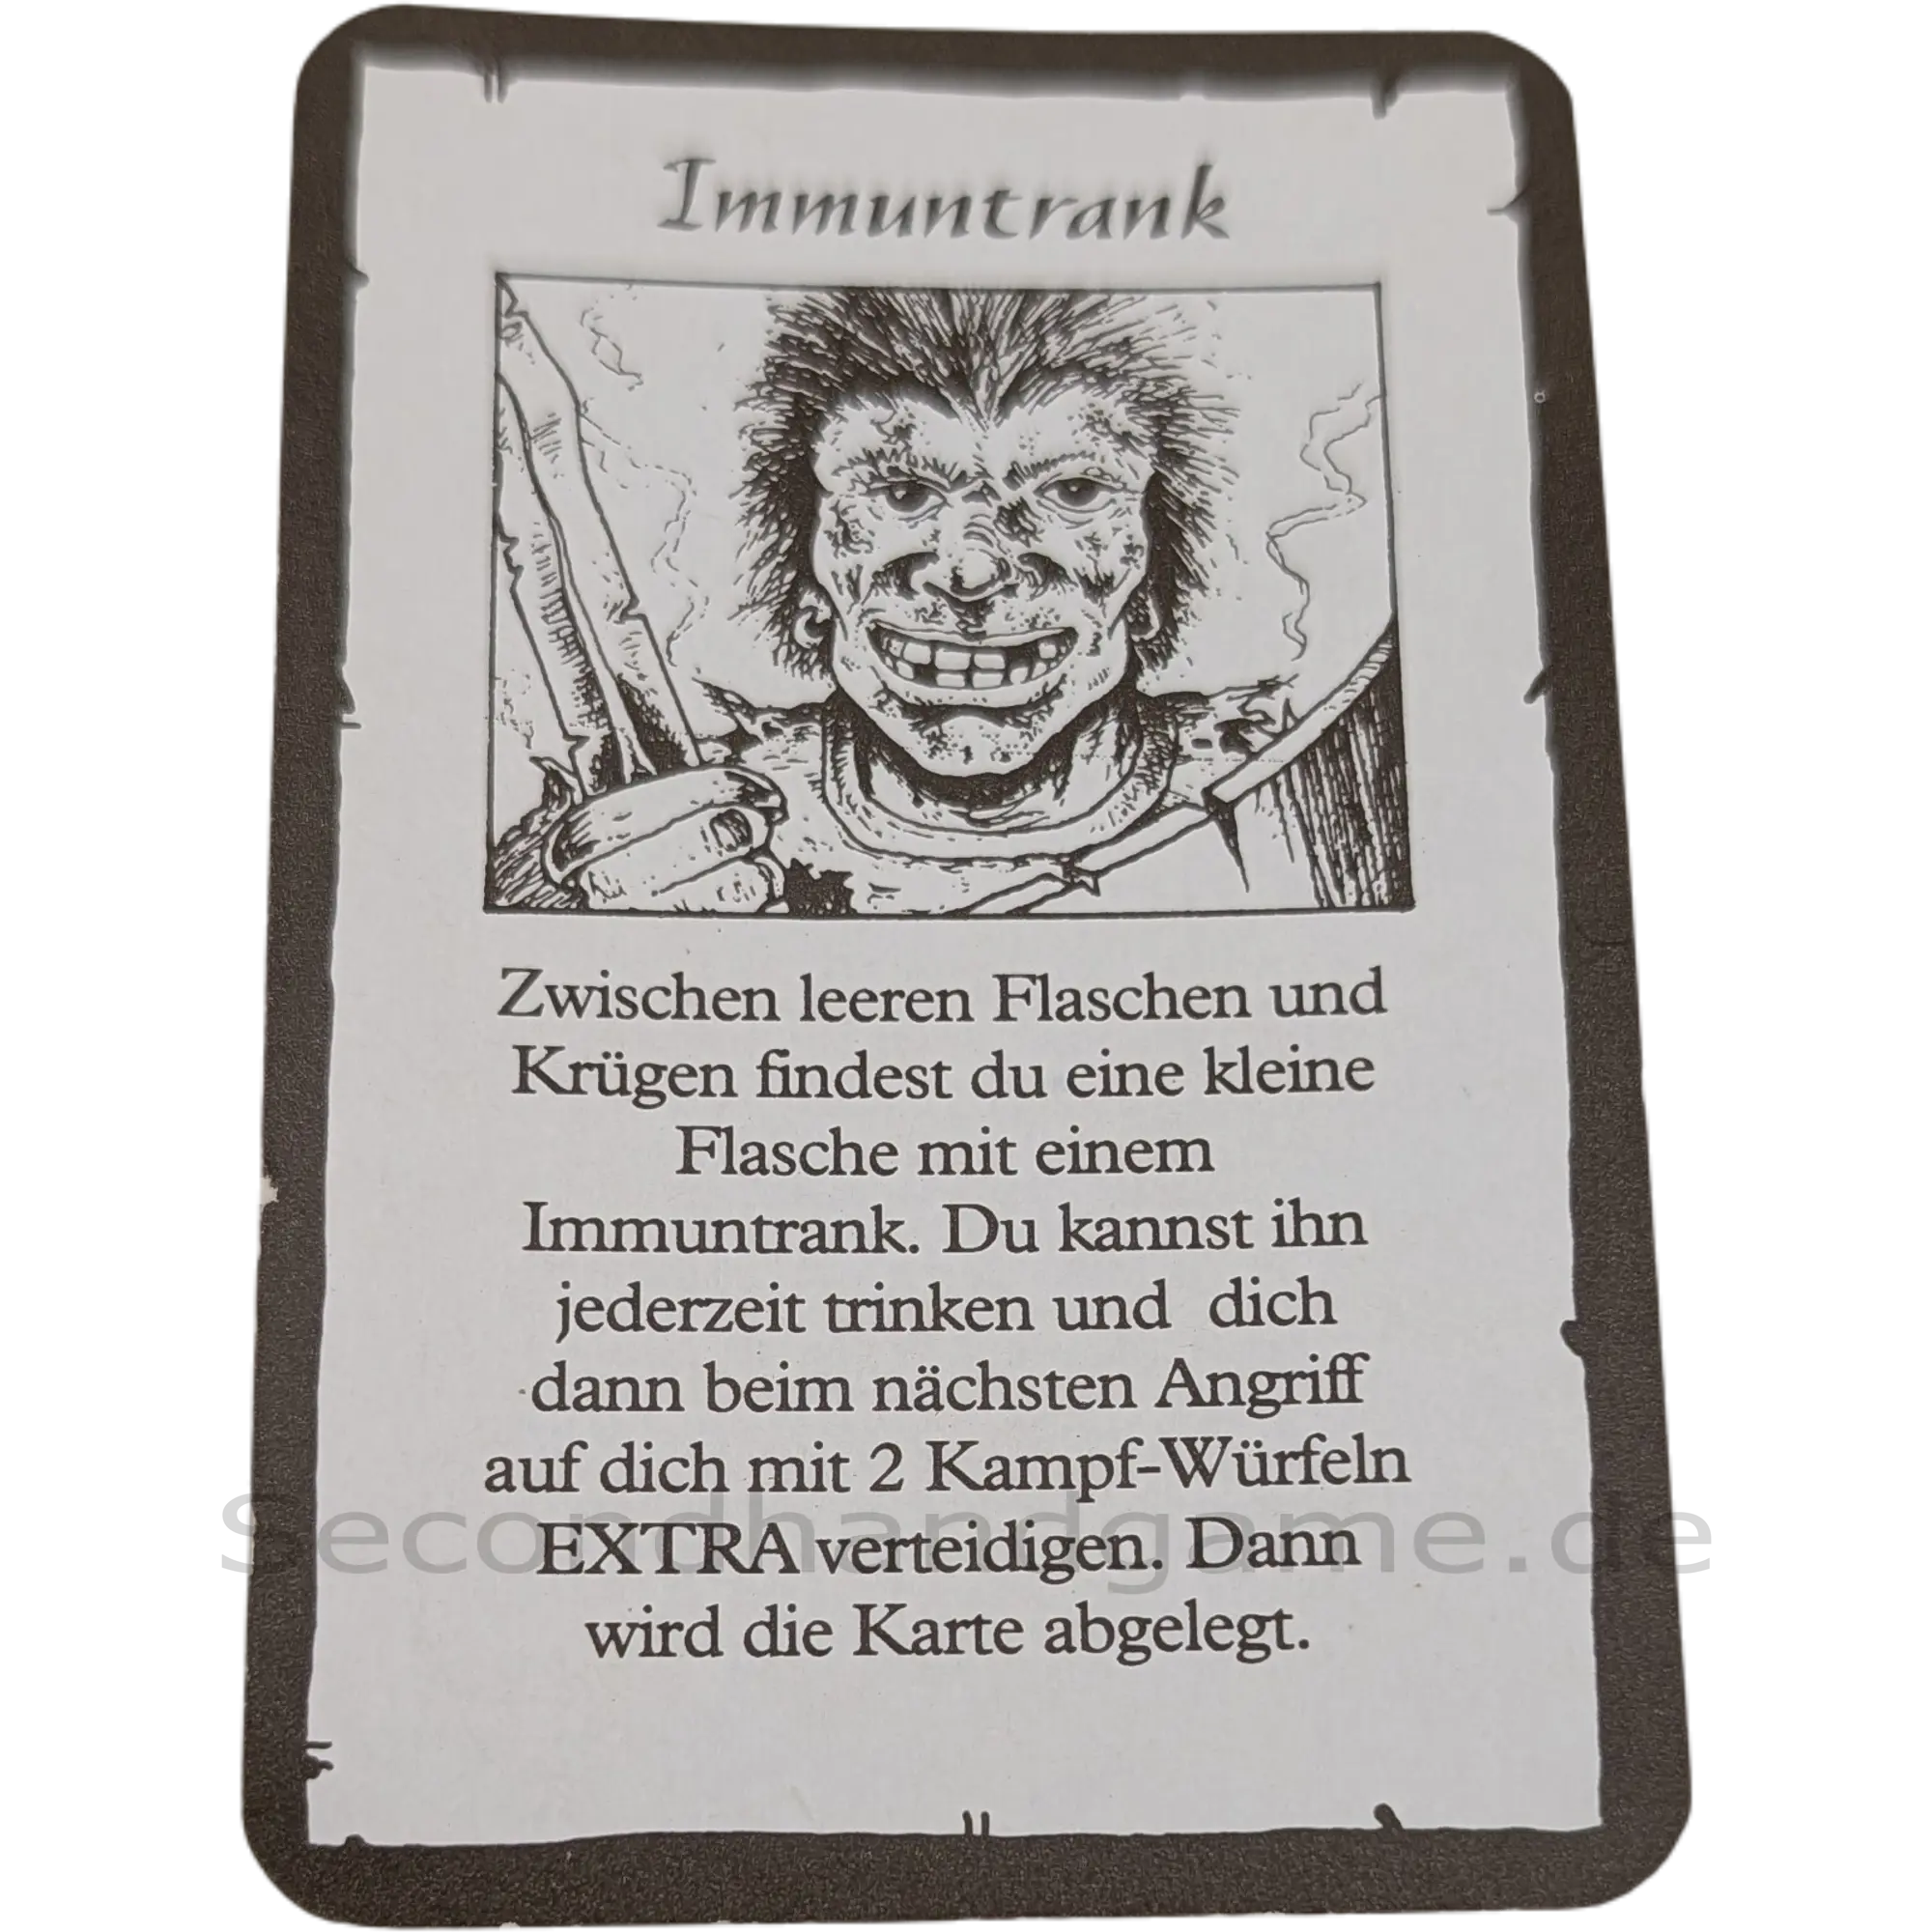 Immuntrank
Zwischen leeren Flaschen und
Krügen findest du eine kleine
Flasche mit einem
Immuntrank. Du kannst ihn
jederzeit trinken und  dich
dann beim nächsten Angriff
auf dich mit 2 Kampf-Würfeln
EXTRA verteidigen. Dann
wird die Karte abgelegt.
Secondhandgame.de